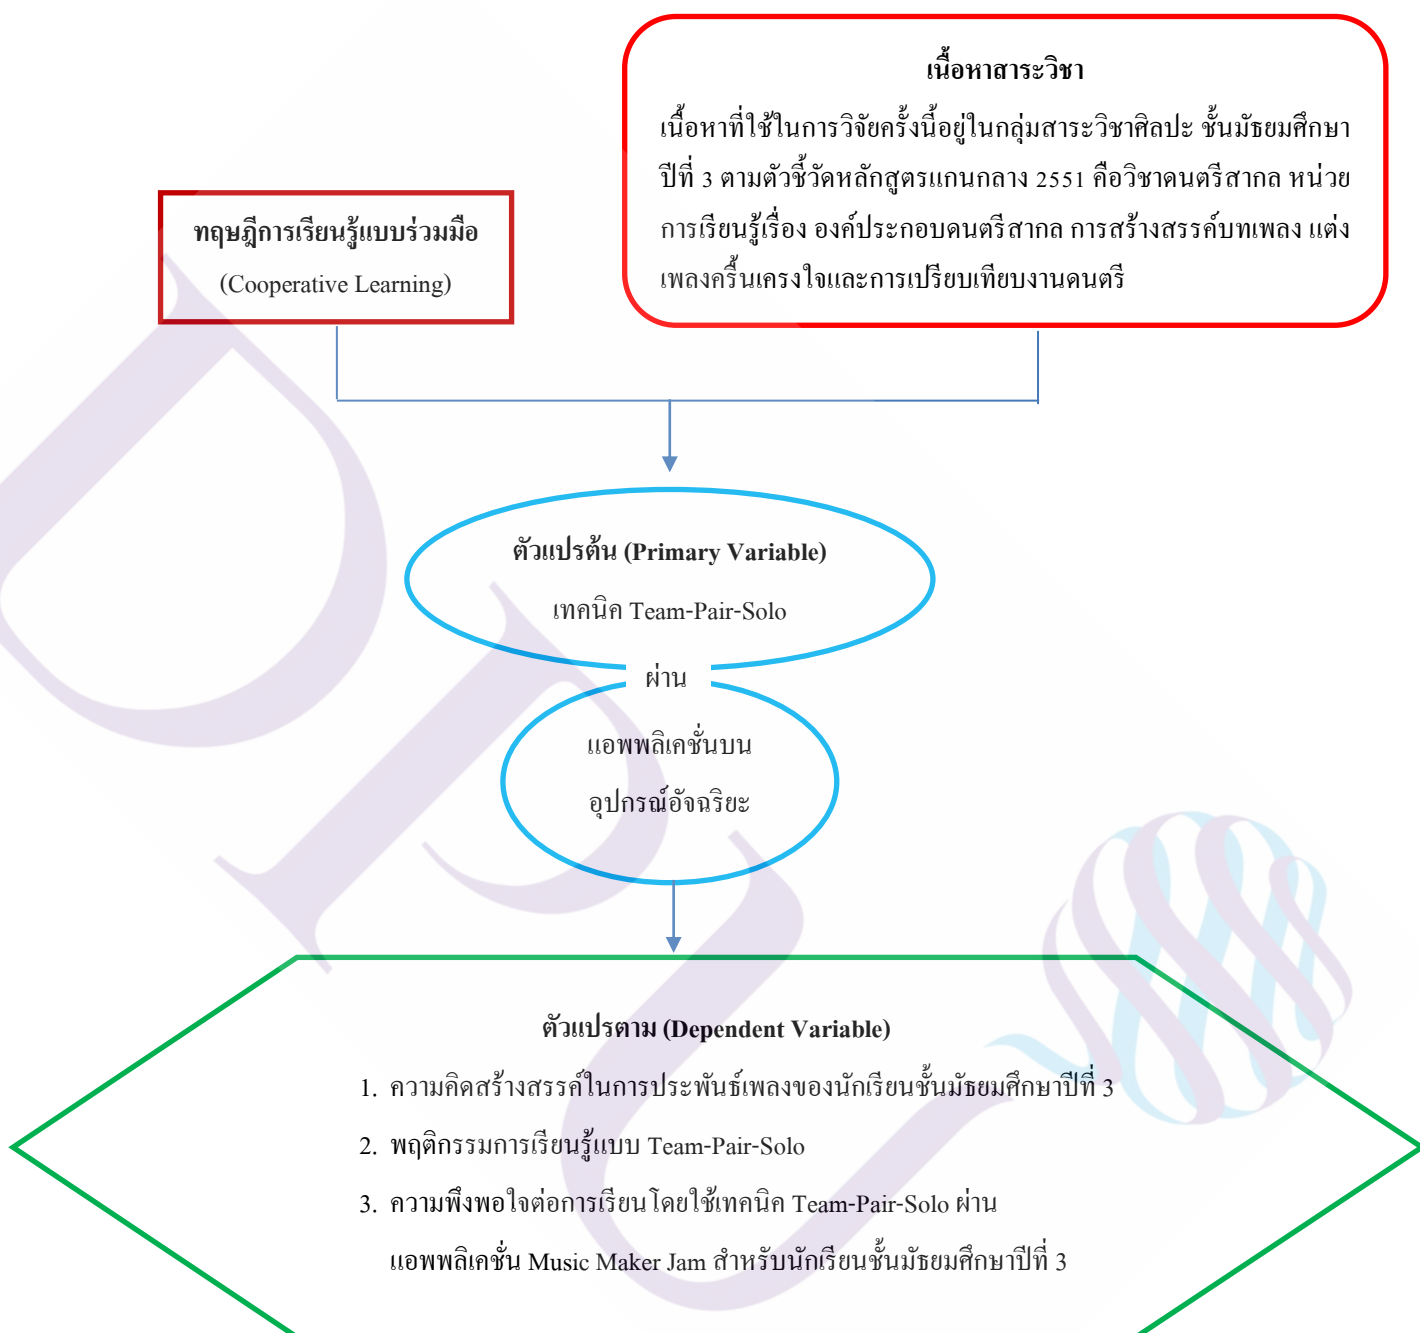 เนื้อหาสาระวิชา
เนื้อหาที่ใช้ในการวิจัยครั้งนี้อยู่ในกลุ่มสาระวิชาศิลปะ ชั้นมัธยมศึกษา
ปีที่ 3 ตามตัวชี้วัดหลักสูตรแกนกลาง 2551 คือวิชาดนตรีสากล หน่วย
การเรียนรู้เรื่อง องค์ประกอบดนตรีสากล การสร้างสรรค์บทเพลง แต่ง
เพลงครื้นเครงใจและการเปรียบเทียบงานดนตรี
ทฤษฎีการเรียนรู้แบบร่วมมือ
(Cooperative Learning)
ตัวแปรต้น (Primary Variable)
เทคนิค Team-Pair-Solo
ผ่าน
แอพพลิเคชั่นบน
อุปกรณ์อัจฉริยะ
ตัวแปรตาม (Dependent Variable)
1. ความคิดสร้างสรรค์ในการประพันธ์เพลงของนักเรียนชั้นมัธยมศึกษาปีที่ 3
2. พฤติกรรมการเรียนรู้แบบ Team-Pair-Solo
3. ความพึงพอใจต่อการเรียนโดยใช้เทคนิค Team-Pair-Solo ผ่าน
แอพพลิเคชั่น Music Maker Jam สำหรับนักเรียนชั้นมัธยมศึกษาปีที่ 3
DPU